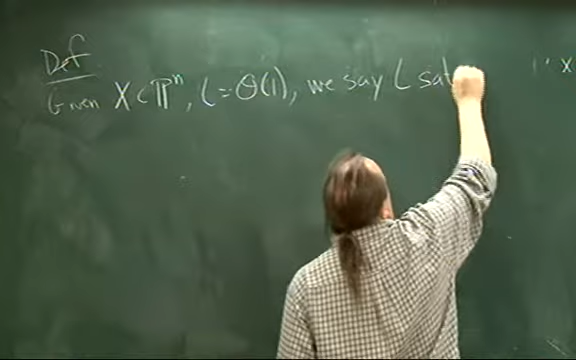 Def
Given X ⊂ ℙⁿ, L = O(1), we say L sat